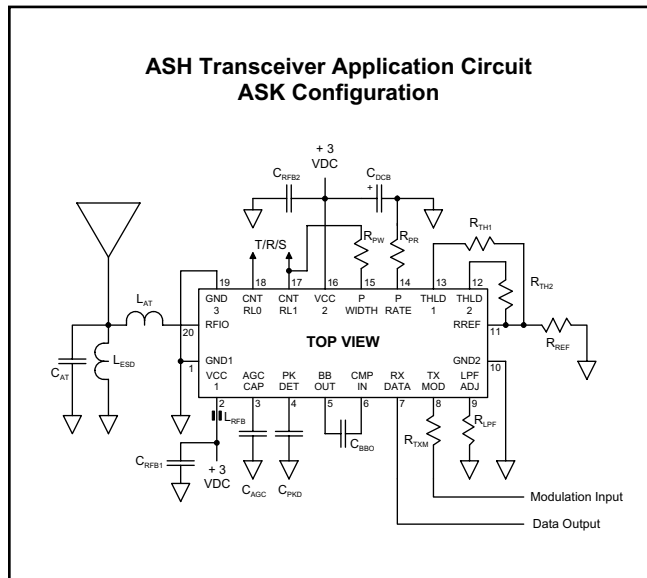 ASH Transceiver Application Circuit
ASK Configuration
+ 3
VDC
CRFB2
CDCB
+
T/R/S
RPW
RPR
RTH1
RTH2
19
18
17
16
15
14
13
12
GND
3
CNT
RL0
CNT
RL1
VCC
2
P
WIDTH
P
RATE
THLD
1
THLD
2
LAT
20
RFIO
RREF
11
TOP VIEW
RREF
CAT
LESD
1
GND1
GND2
10
VCC
1
AGC
CAP
PK
DET
BB
OUT
CMP
IN
RX
DATA
TX
MOD
LPF
ADJ
2
3
4
5
6
7
8
9
LRFB
CBBO
RTXM
RLPF
CRFB1
+ 3
VDC
CAGC
CPKD
Modulation Input
Data Output